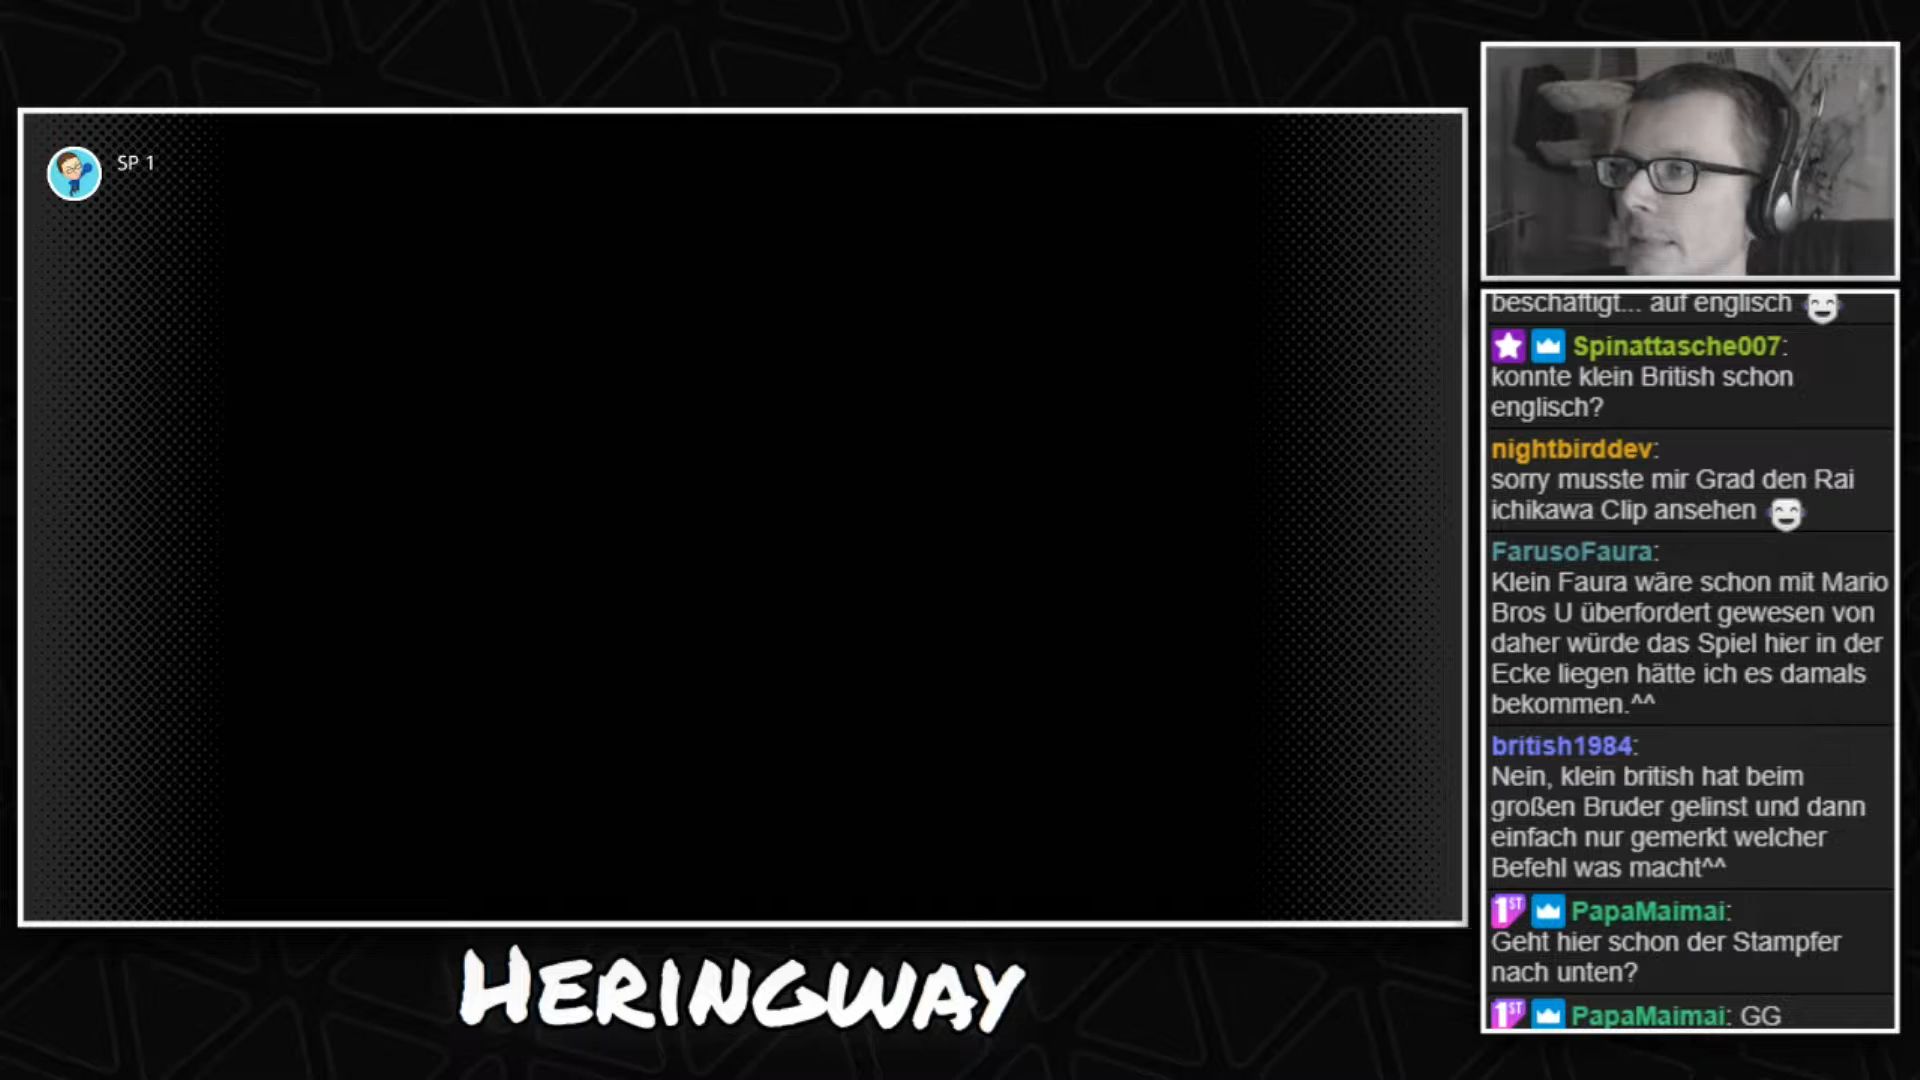 SP 1
beschäftigt... auf englisch
Spinattasche007:
konnte klein British schon
englisch?
nightbirddev:
sorry musste mir Grad den Rai
ichikawa Clip ansehen
FarusoFaura:
Klein Faura wäre schon mit Mario
Bros U überfordert gewesen von
daher würde das Spiel hier in der
Ecke liegen hätte ich es damals
bekommen.^^
british1984:
Nein, klein british hat beim
großen Bruder gelinst und dann
einfach nur gemerkt welcher
Befehl was macht^^
1ST PapaMaimai:
Geht hier schon der Stampfer
nach unten?
1ST PapaMaimai: GG
HERINGWAY